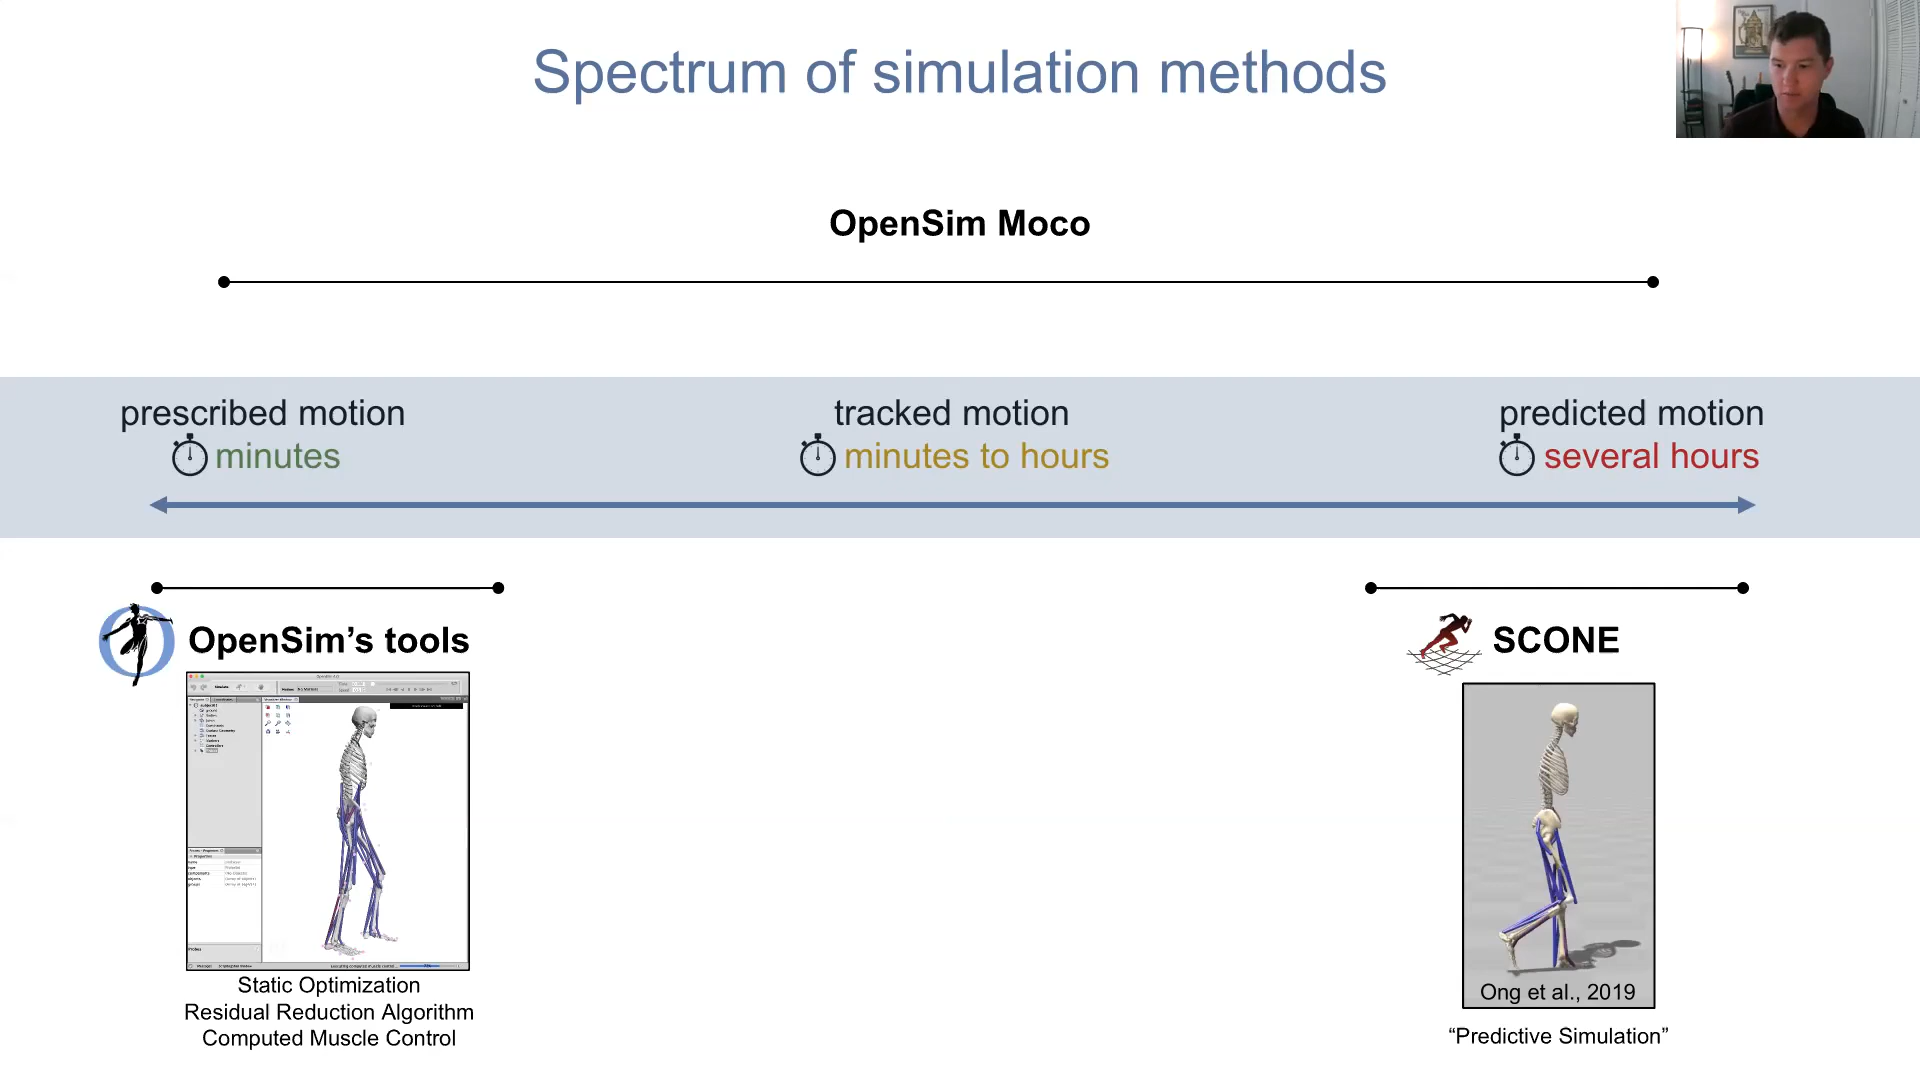 Spectrum of simulation methods
OpenSim Moco
prescribed motion
minutes
tracked motion
minutes to hours
predicted motion
several hours
OpenSim’s tools
SCONE
Static Optimization
Residual Reduction Algorithm
Computed Muscle Control
Ong et al., 2019
“Predictive Simulation”